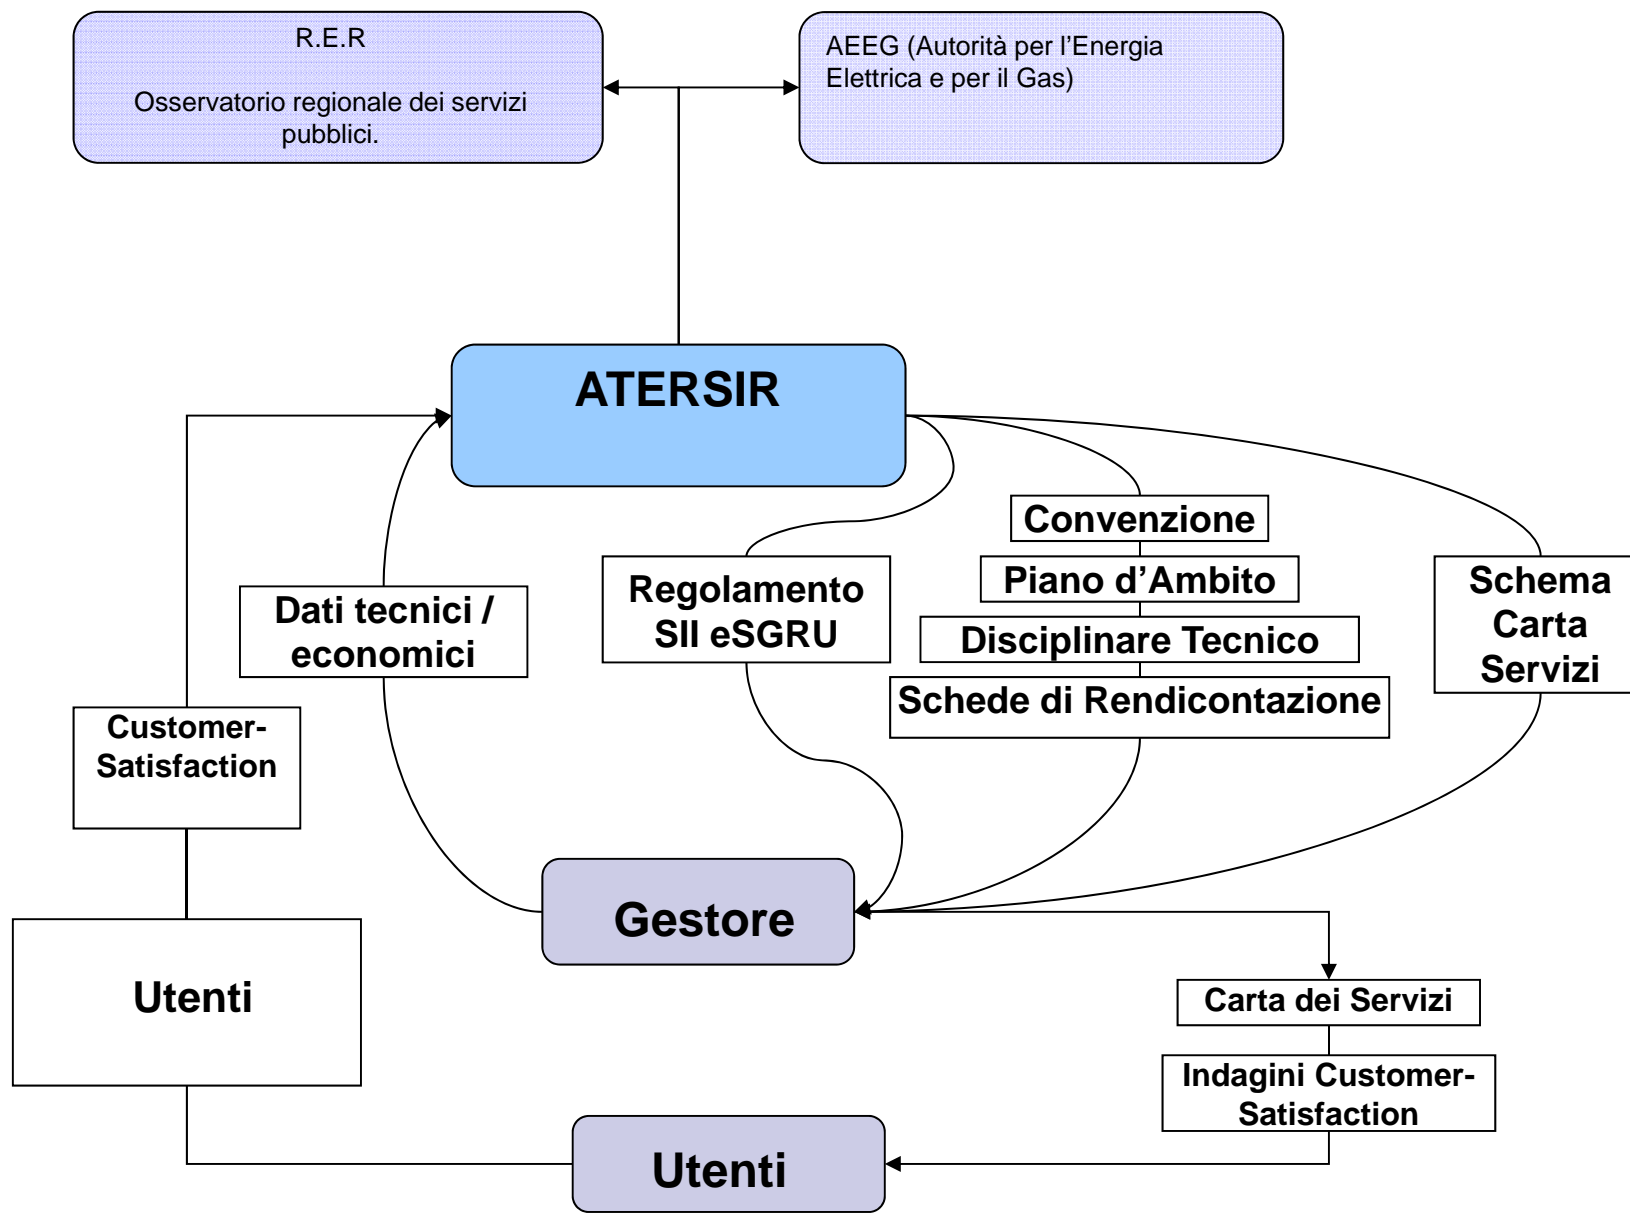 R.E.R
Osservatorio regionale dei servizi
pubblici.
AEEG (Autorità per l’Energia
Elettrica e per il Gas)
ATERSIR
Convenzione
Piano d’Ambito
Disciplinare Tecnico
Schede di Rendicontazione
Regolamento
SII eSGRU
Schema
Carta
Servizi
Dati tecnici /
economici
Customer-
Satisfaction
Gestore
Utenti
Carta dei Servizi
Indagini Customer-
Satisfaction
Utenti